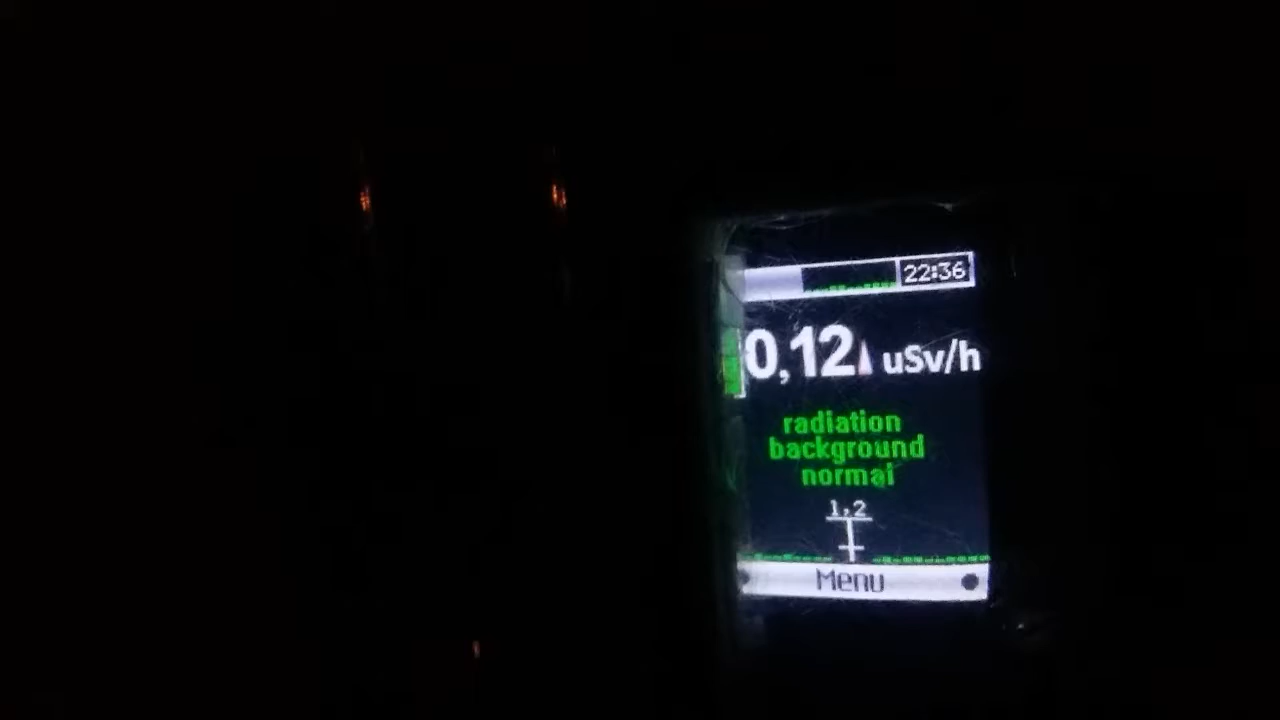 22:36
0,12 uSv/h
radiation
background
normal
1,2
Menu